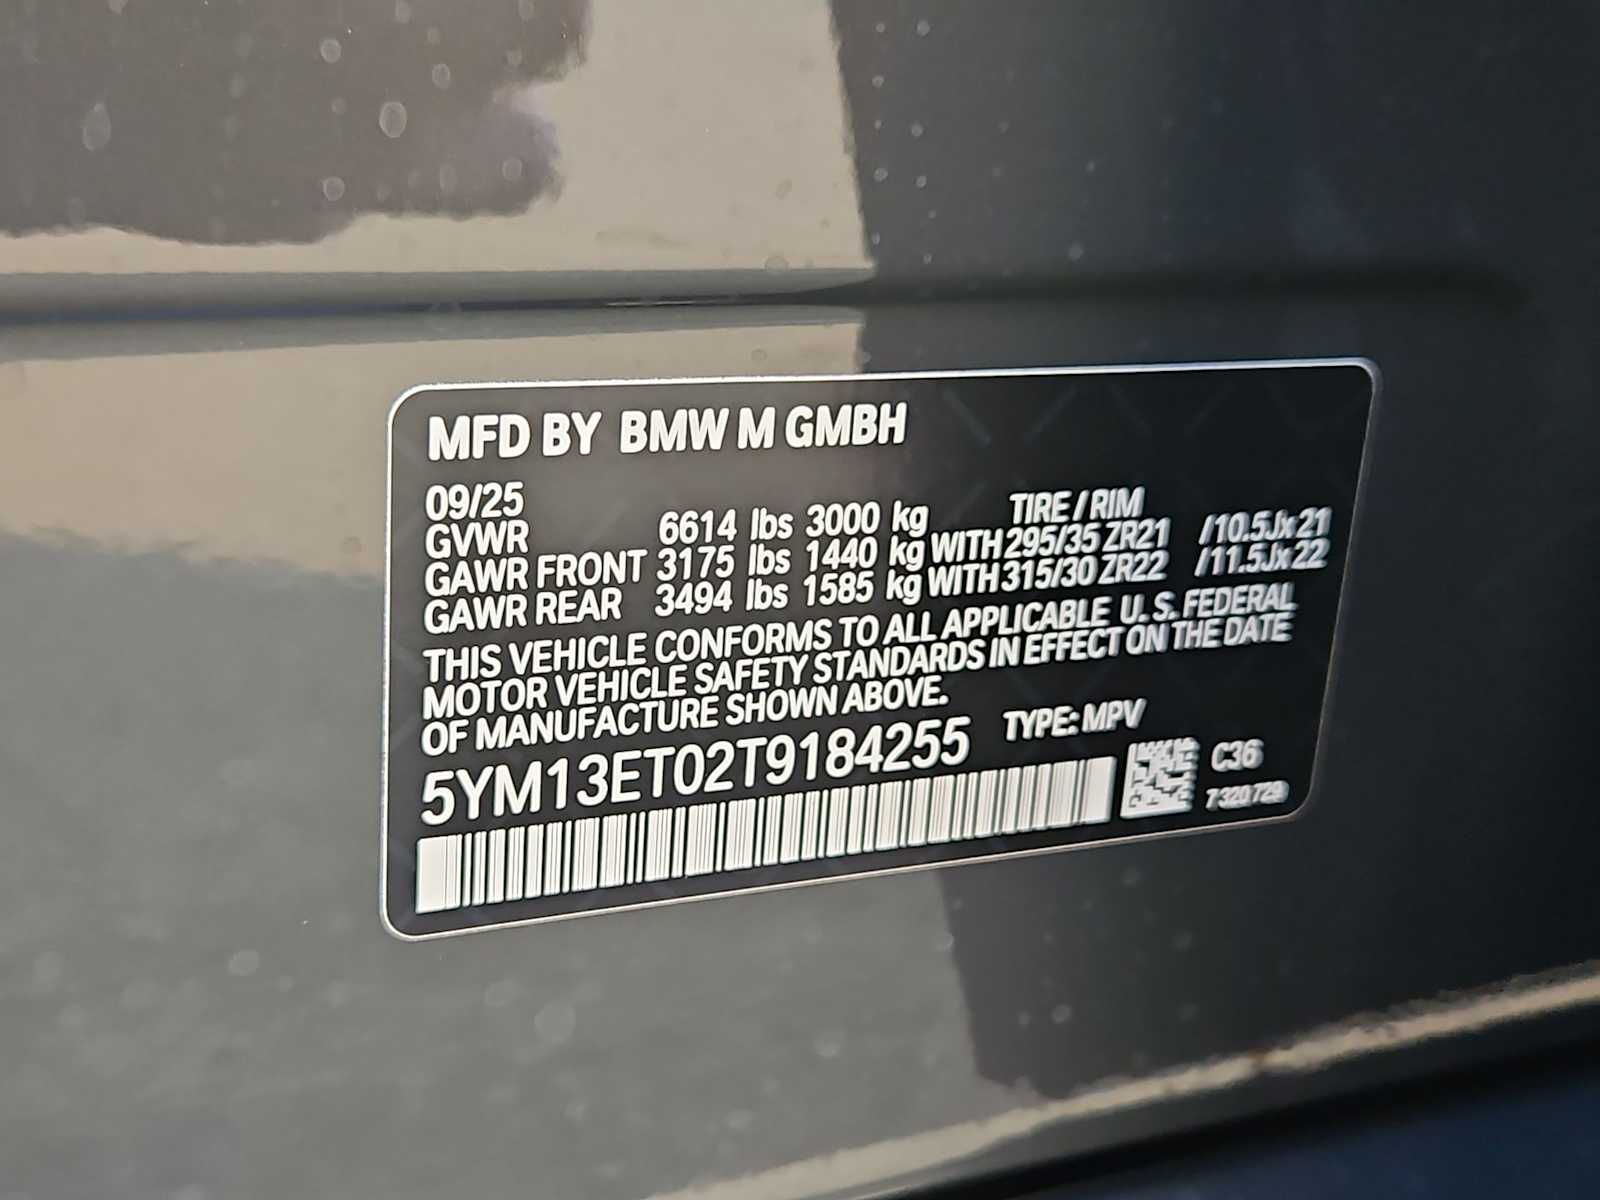 MFD BY BMW M GMBH
09/25
TIRE / RIM
GVWR 6614 lbs 3000 kg
GAWR FRONT 3175 lbs 1440 kg WITH 295/35 ZR21 /10.5Jx21
GAWR REAR 3494 lbs 1585 kg WITH 315/30 ZR22 /11.5Jx22
THIS VEHICLE CONFORMS TO ALL APPLICABLE U. S. FEDERAL
MOTOR VEHICLE SAFETY STANDARDS IN EFFECT ON THE DATE
OF MANUFACTURE SHOWN ABOVE.
5YM13ET02T9184255 TYPE: MPV
C36
7 320 729